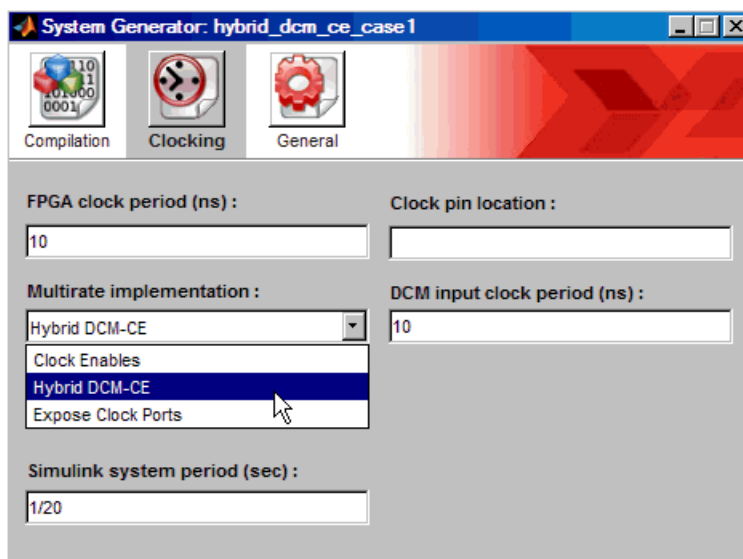 System Generator: hybrid_dcm_ce_case1
Compilation
Clocking
General
FPGA clock period (ns) :
Clock pin location :
10
Multirate implementation :
DCM input clock period (ns) :
Hybrid DCM-CE
10
Clock Enables
Hybrid DCM-CE
Expose Clock Ports
Simulink system period (sec) :
1/20